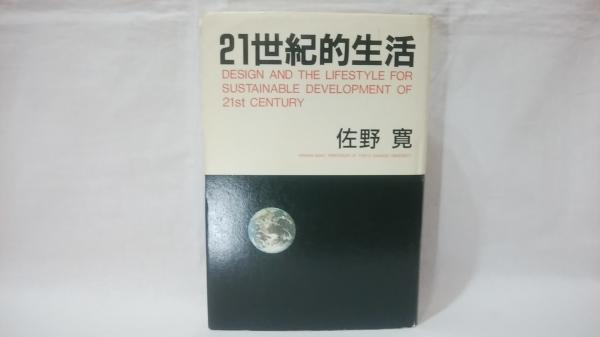 21世紀的生活
DESIGN AND THE LIFESTYLE FOR
SUSTAINABLE DEVELOPMENT OF
21st CENTURY
佐野 寛